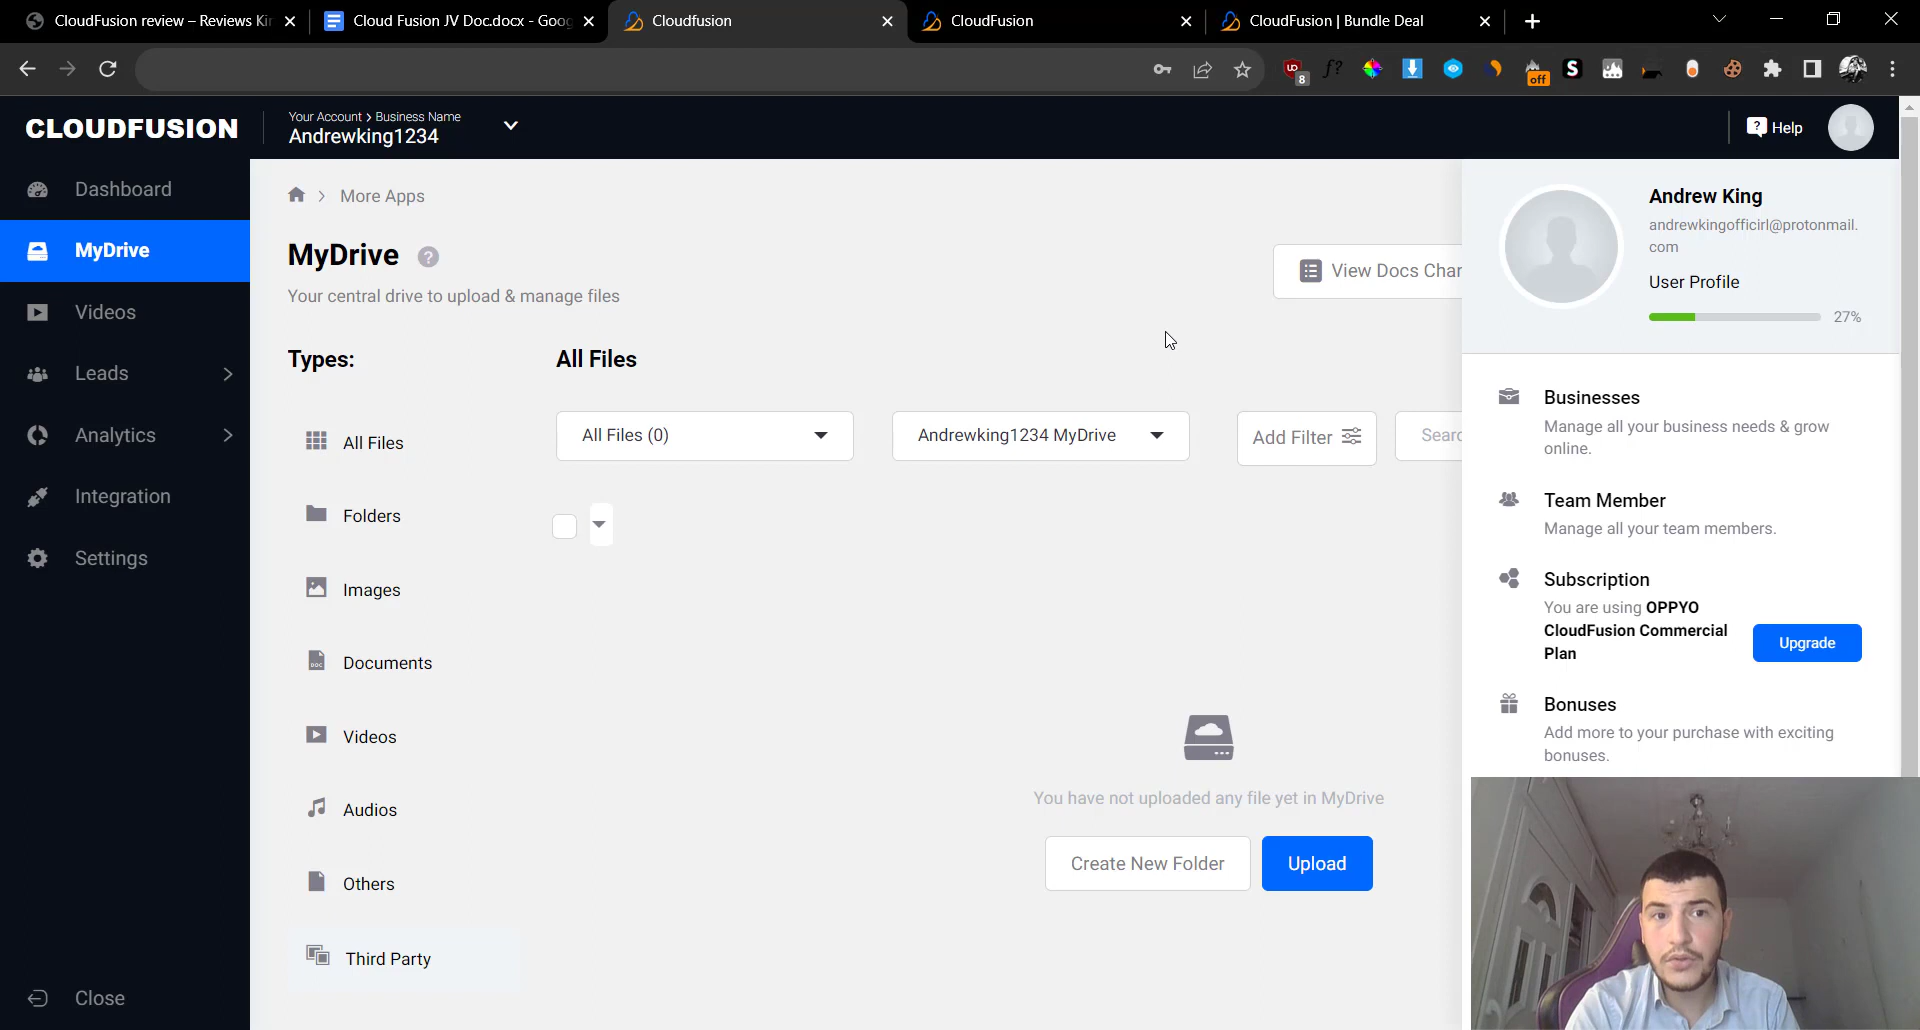 CloudFusion review – Reviews Kin
Cloud Fusion JV Doc.docx - Goog
Cloudfusion
CloudFusion
CloudFusion | Bundle Deal
8
f?
off
S
CLOUDFUSION
Your Account > Business Name
Andrewking1234
? Help
Dashboard
MyDrive
Videos
Leads
Analytics
Integration
Settings
Close
More Apps
MyDrive ?
Your central drive to upload & manage files
View Docs Char
Types:
All Files
Folders
Images
DOC
Documents
Videos
Audios
Others
Third Party
All Files
All Files (0)
Andrewking1234 MyDrive
Add Filter
Searc
You have not uploaded any file yet in MyDrive
Create New Folder
Upload
Andrew King
andrewkingofficirl@protonmail.
com
User Profile
27%
Businesses
Manage all your business needs & grow
online.
Team Member
Manage all your team members.
Subscription
You are using OPPYO
CloudFusion Commercial
Plan
Upgrade
Bonuses
Add more to your purchase with exciting
bonuses.